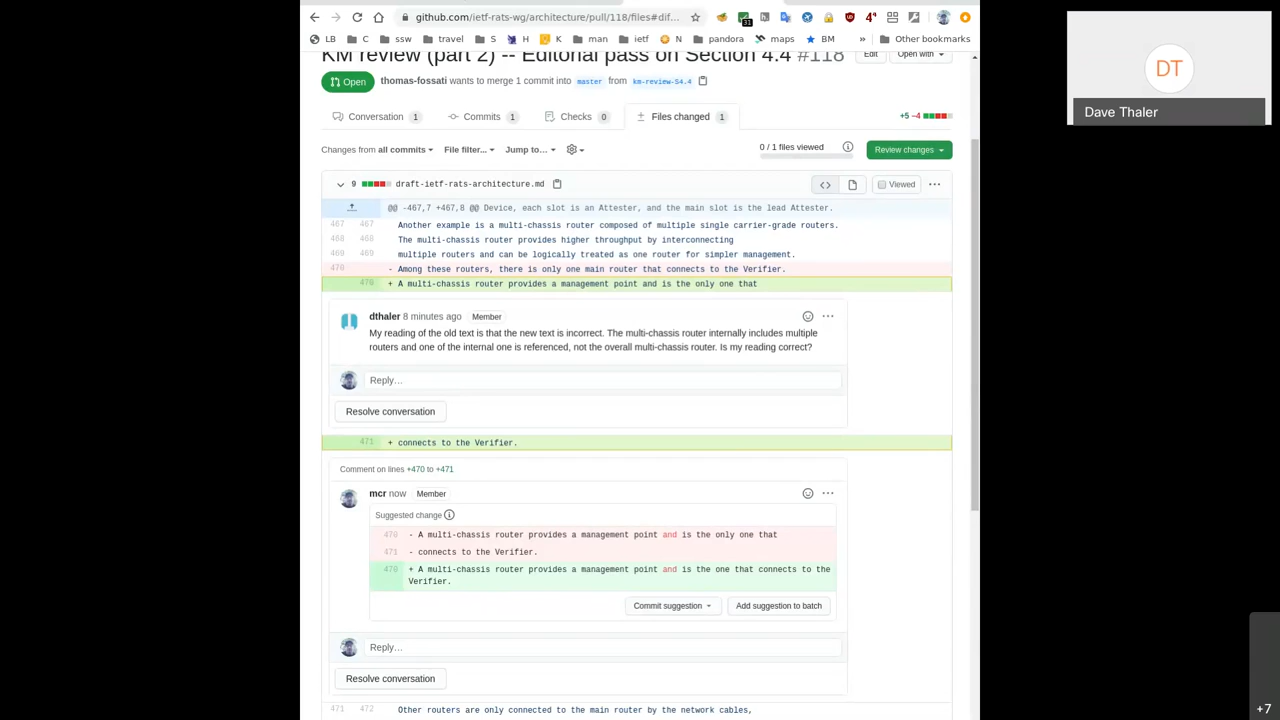 github.com/ietf-rats-wg/architecture/pull/118/files#dif...
LB C ssw travel S H K man ietf N pandora maps BM » Other bookmarks
KM review (part 2) -- Editorial pass on Section 4.4 #118
Edit Open with
Open thomas-fossati wants to merge 1 commit into master from km-review-S4.4
Conversation 1 Commits 1 Checks 0 Files changed 1 +5 −4
Changes from all commits File filter... Jump to... 0 / 1 files viewed Review changes
9 draft-ietf-rats-architecture.md Viewed
@@ -467,7 +467,8 @@ Device, each slot is an Attester, and the main slot is the lead Attester.
467 467 Another example is a multi-chassis router composed of multiple single carrier-grade routers.
468 468 The multi-chassis router provides higher throughput by interconnecting
469 469 multiple routers and can be logically treated as one router for simpler management.
470 - Among these routers, there is only one main router that connects to the Verifier.
470 + A multi-chassis router provides a management point and is the only one that
dthaler 8 minutes ago Member
My reading of the old text is that the new text is incorrect. The multi-chassis router internally includes multiple
routers and one of the internal one is referenced, not the overall multi-chassis router. Is my reading correct?
Reply...
Resolve conversation
471 + connects to the Verifier.
Comment on lines +470 to +471
mcr now Member
Suggested change
470 - A multi-chassis router provides a management point and is the only one that
471 - connects to the Verifier.
470 + A multi-chassis router provides a management point and is the one that connects to the
Verifier.
Commit suggestion Add suggestion to batch
Reply...
Resolve conversation
471 472 Other routers are only connected to the main router by the network cables,
DT
Dave Thaler
+7